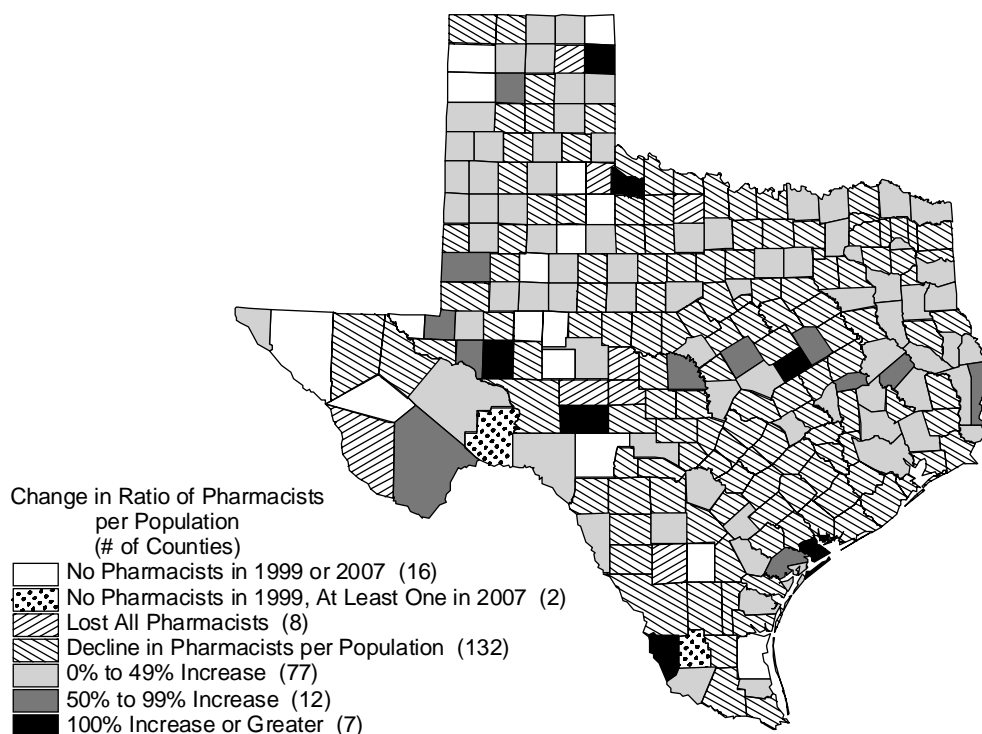 Change in Ratio of Pharmacists
per Population
(# of Counties)
No Pharmacists in 1999 or 2007 (16)
No Pharmacists in 1999, At Least One in 2007 (2)
Lost All Pharmacists (8)
Decline in Pharmacists per Population (132)
0% to 49% Increase (77)
50% to 99% Increase (12)
100% Increase or Greater (7)